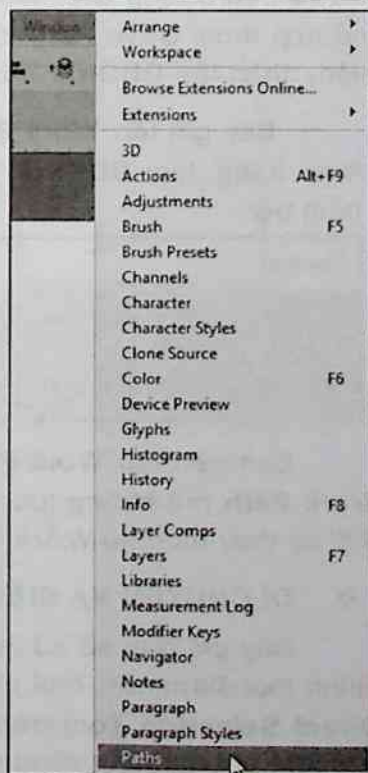 Window
Arrange
Workspace
Browse Extensions Online...
Extensions
3D
Actions Alt+F9
Adjustments
Brush F5
Brush Presets
Channels
Character
Character Styles
Clone Source
Color F6
Device Preview
Glyphs
Histogram
History
Info F8
Layer Comps
Layers F7
Libraries
Measurement Log
Modifier Keys
Navigator
Notes
Paragraph
Paragraph Styles
Paths